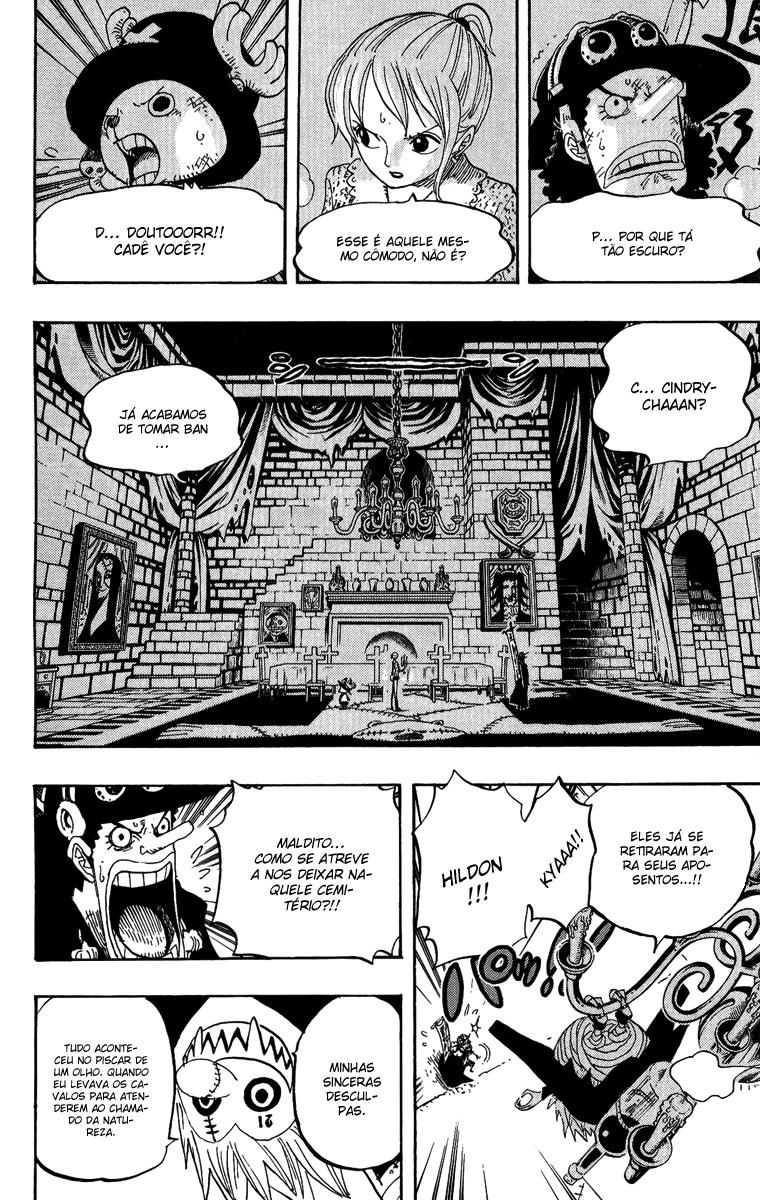 P... POR QUE TÁ
TÃO ESCURO?
ESSE É AQUELE MES-
MO CÔMODO, NÃO É?
D... DOUTOOORR!!
CADÊ VOCÊ?!
C... CINDRY-
CHAAAN?
JÁ ACABAMOS
DE TOMAR BAN
...
ELES JÁ SE
RETIRARAM PA-
RA SEUS APO-
SENTOS...!!
KYAAA!!
HILDON
!!!
MALDITO...
COMO SE ATREVE
A NOS DEIXAR NA-
QUELE CEMI-
TÉRIO?!!
MINHAS
SINCERAS
DESCUL-
PAS.
TUDO ACONTE-
CEU NO PISCAR DE
UM OLHO. QUANDO
EU LEVAVA OS CA-
VALOS PARA ATEN-
DEREM AO CHAMA-
DO DA NATU-
REZA.